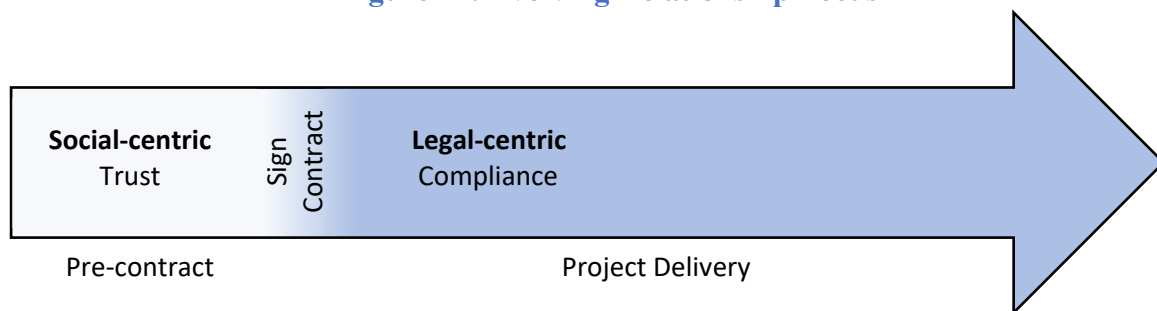 Social-centric
Trust
Sign
Contract
Legal-centric
Compliance
Pre-contract
Project Delivery